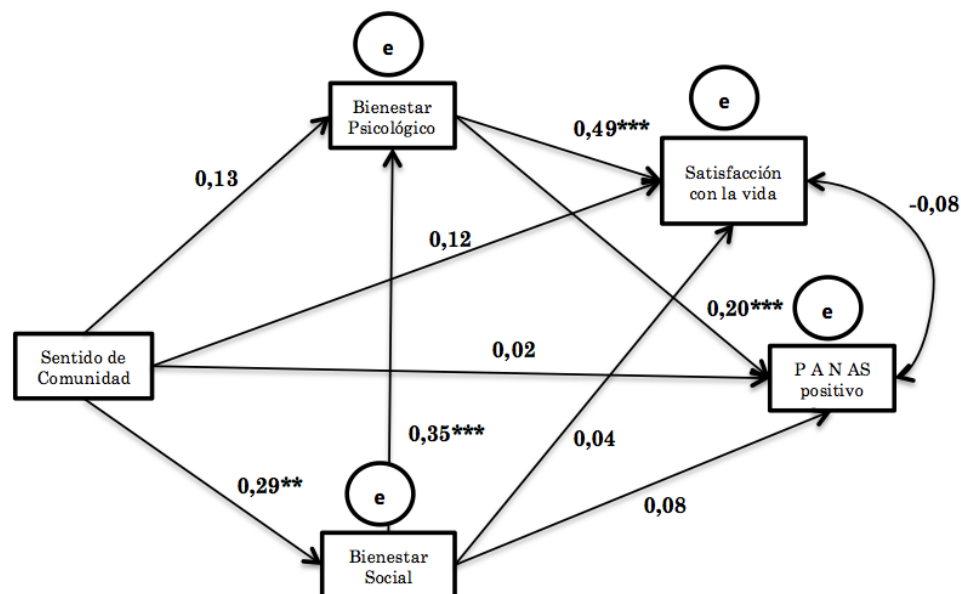 e
Bienestar
Psicológico
e
0,49***
Satisfacción
con la vida
0,13
-0,08
0,12
e
0,20***
Sentido de
Comunidad
0,02
P A N AS
positivo
0,35***
0,04
0,29**
e
0,08
Bienestar
Social